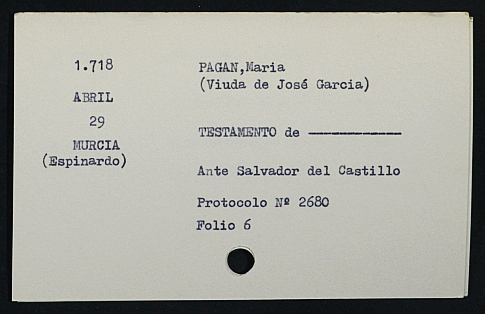 1.718
ABRIL
29
MURCIA
(Espinardo)
PAGAN,Maria
(Viuda de José Garcia)
TESTAMENTO de ——————
Ante Salvador del Castillo
Protocolo Nº 2680
Folio 6